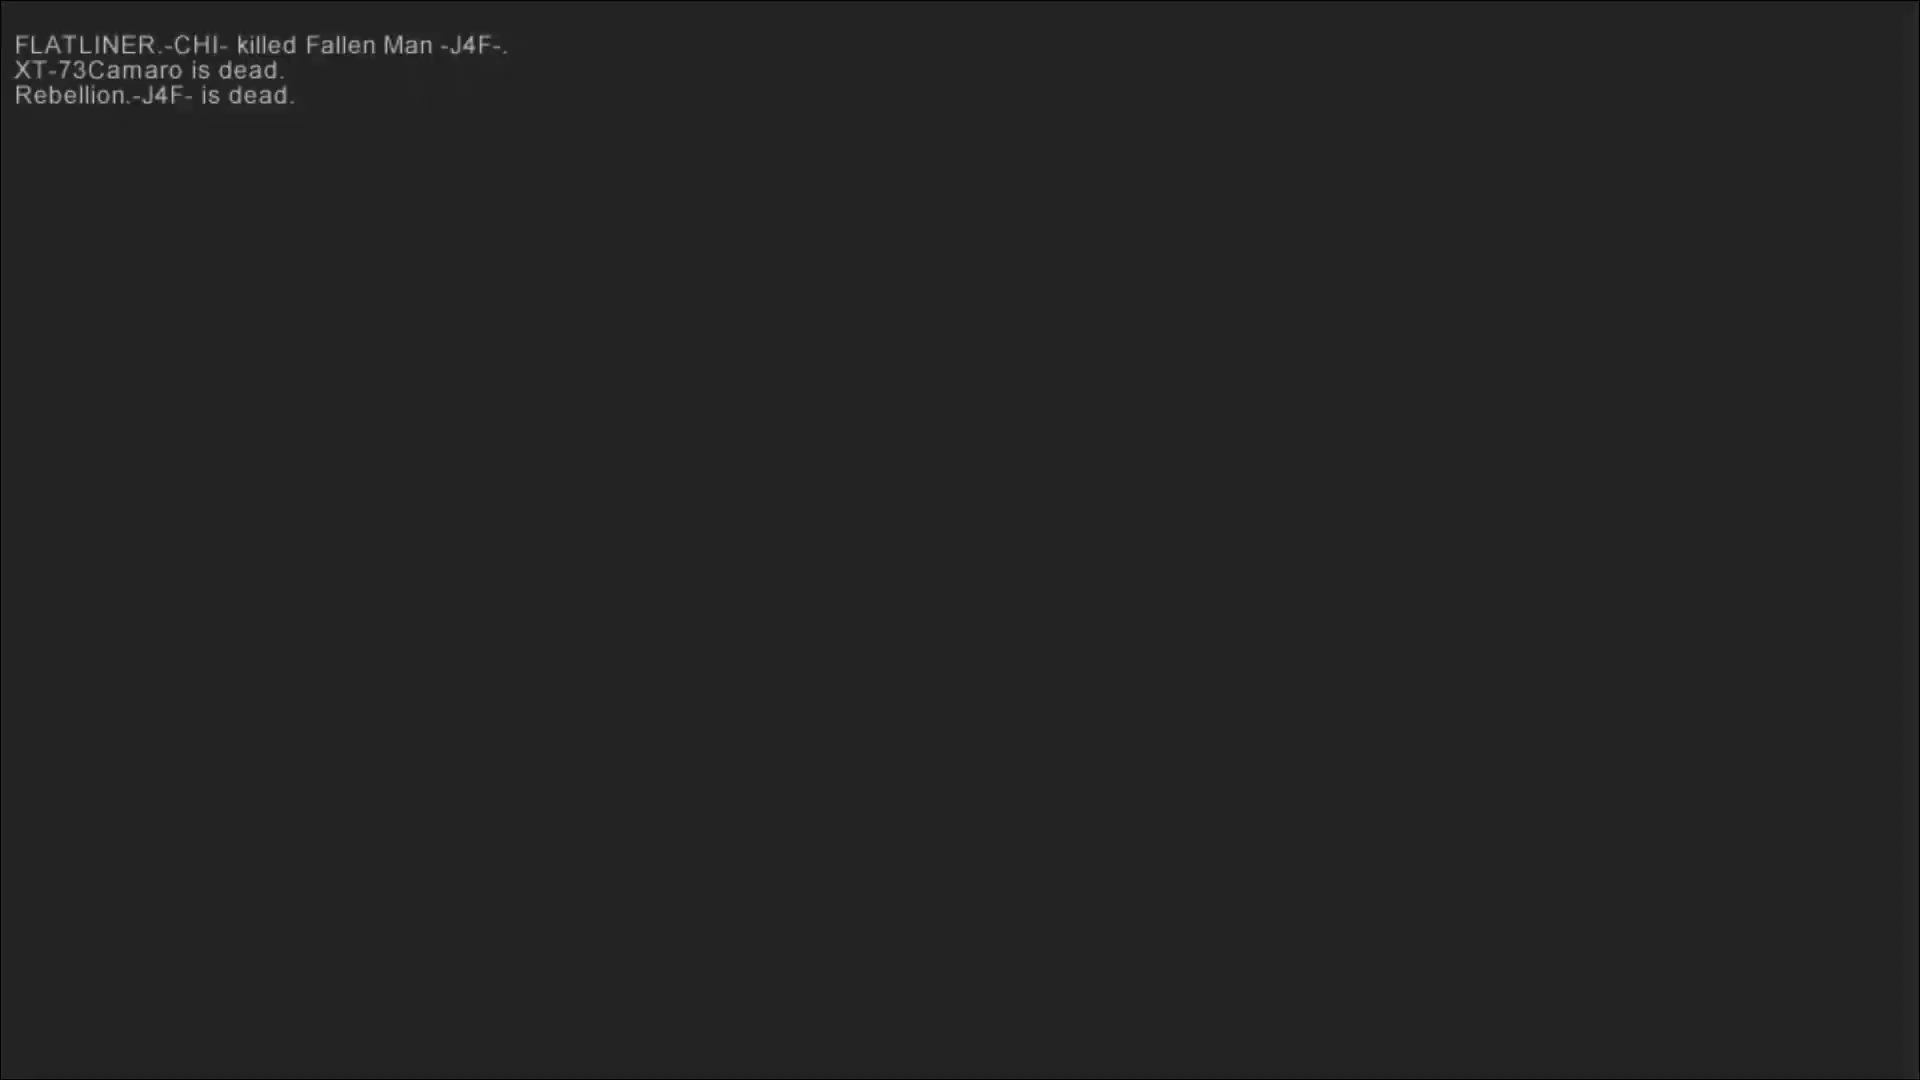 FLATLINER.-CHI- killed Fallen Man -J4F-.
XT-73Camaro is dead.
Rebellion.-J4F- is dead.